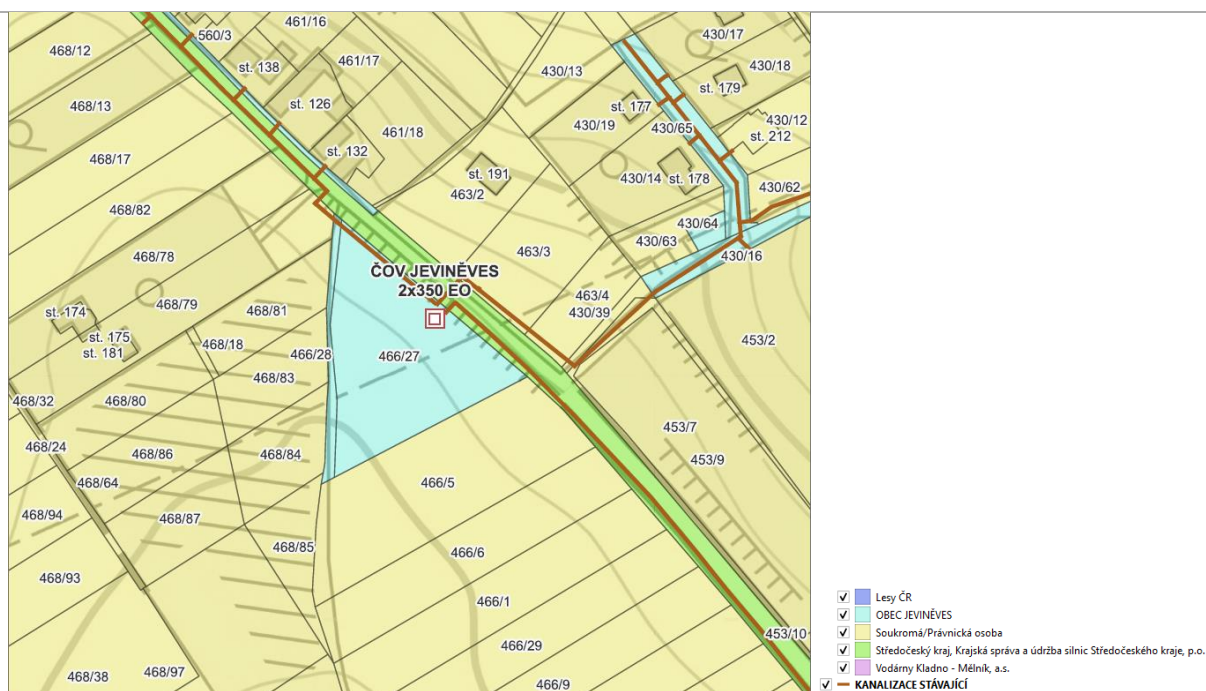 461/16
430/17
468/12
560/3
461/17
430/18
st. 138
430/13
st. 179
468/13
st. 126
st. 177
430/12
461/18
430/19
430/65
st. 212
st. 132
468/17
st. 191
430/14
st. 178
430/62
463/2
468/82
430/64
430/63
463/3
468/78
430/16
ČOV JEVINĚVES
2x350 EO
463/4
468/79
468/81
430/39
st. 174
st. 175
468/18
453/2
st. 181
466/28
466/27
468/83
468/32
468/80
453/7
468/24
468/86
468/84
453/9
468/64
466/5
468/94
468/87
468/85
466/6
468/93
466/1
453/10
466/29
468/38
468/97
466/9
Lesy ČR
OBEC JEVINĚVES
Soukromá/Právnická osoba
Středočeský kraj, Krajská správa a údržba silnic Středočeského kraje, p.o.
Vodárny Kladno - Mělník, a.s.
KANALIZACE STÁVAJÍCÍ